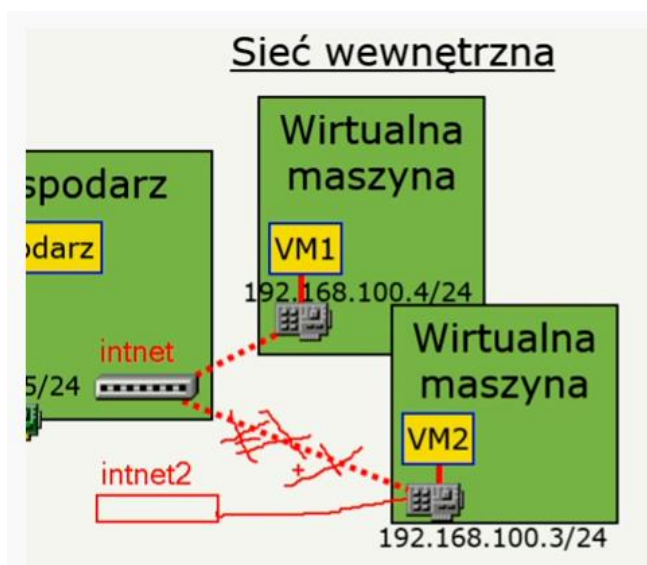 Sieć wewnętrzna
Wirtualna
maszyna
spodarz
odarz
VM1
192.168.100.4/24
intnet
5/24
Wirtualna
maszyna
VM2
intnet2
192.168.100.3/24